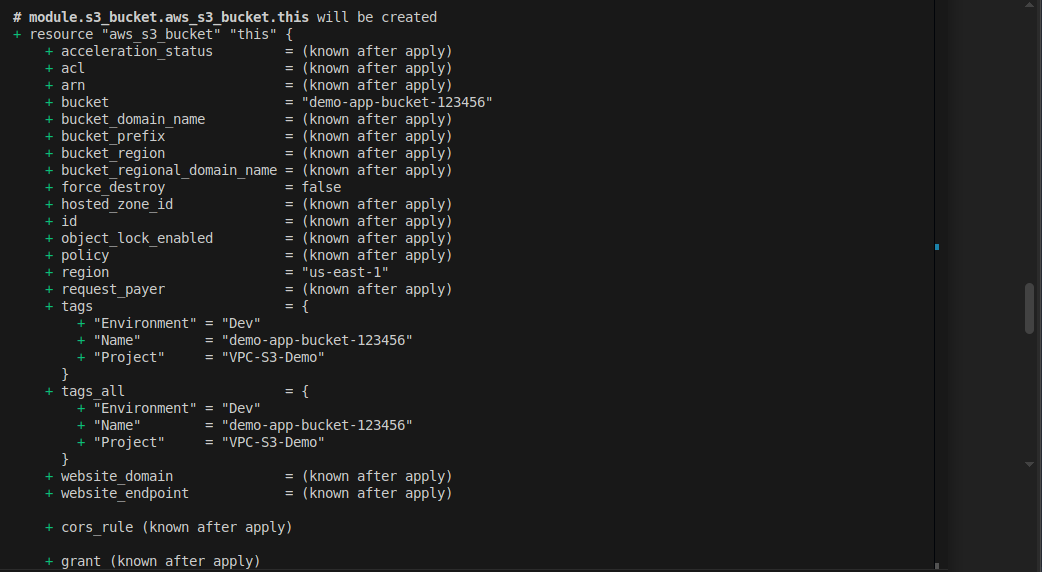 # module.s3_bucket.aws_s3_bucket.this will be created
+ resource "aws_s3_bucket" "this" {
    + acceleration_status         = (known after apply)
    + acl                         = (known after apply)
    + arn                         = (known after apply)
    + bucket                      = "demo-app-bucket-123456"
    + bucket_domain_name          = (known after apply)
    + bucket_prefix               = (known after apply)
    + bucket_region               = (known after apply)
    + bucket_regional_domain_name = (known after apply)
    + force_destroy               = false
    + hosted_zone_id              = (known after apply)
    + id                          = (known after apply)
    + object_lock_enabled         = (known after apply)
    + policy                      = (known after apply)
    + region                      = "us-east-1"
    + request_payer               = (known after apply)
    + tags                        = {
        + "Environment" = "Dev"
        + "Name"        = "demo-app-bucket-123456"
        + "Project"     = "VPC-S3-Demo"
      }
    + tags_all                    = {
        + "Environment" = "Dev"
        + "Name"        = "demo-app-bucket-123456"
        + "Project"     = "VPC-S3-Demo"
      }
    + website_domain              = (known after apply)
    + website_endpoint            = (known after apply)

    + cors_rule (known after apply)

    + grant (known after apply)